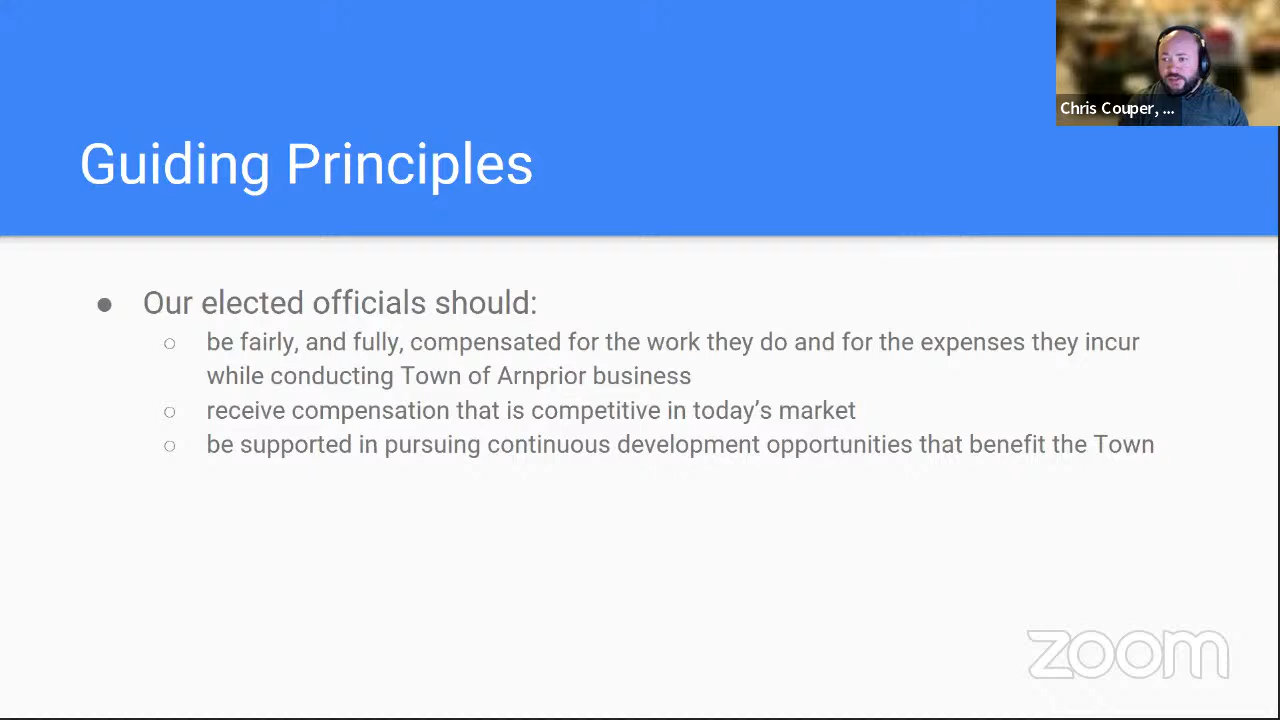 Chris Couper, ...
Guiding Principles
● Our elected officials should:
○ be fairly, and fully, compensated for the work they do and for the expenses they incur
while conducting Town of Arnprior business
○ receive compensation that is competitive in today’s market
○ be supported in pursuing continuous development opportunities that benefit the Town
zoom